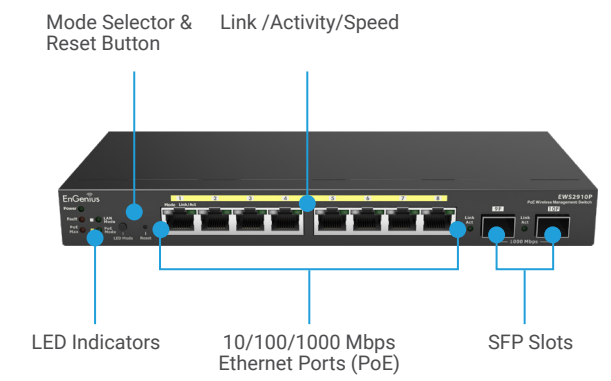 Mode Selector &
Reset Button
Link /Activity/Speed
EnGenius
EWS2910P
PoE Wireless Management Switch
Power
Fault
LAN
Mode
PoE
Max
PoE
Mode
LED Mode
Reset
Mode Link/Act
1 2 3 4 5 6 7 8
Link
Act
9F
Link
Act
10F
1000 Mbps
LED Indicators
10/100/1000 Mbps
Ethernet Ports (PoE)
SFP Slots